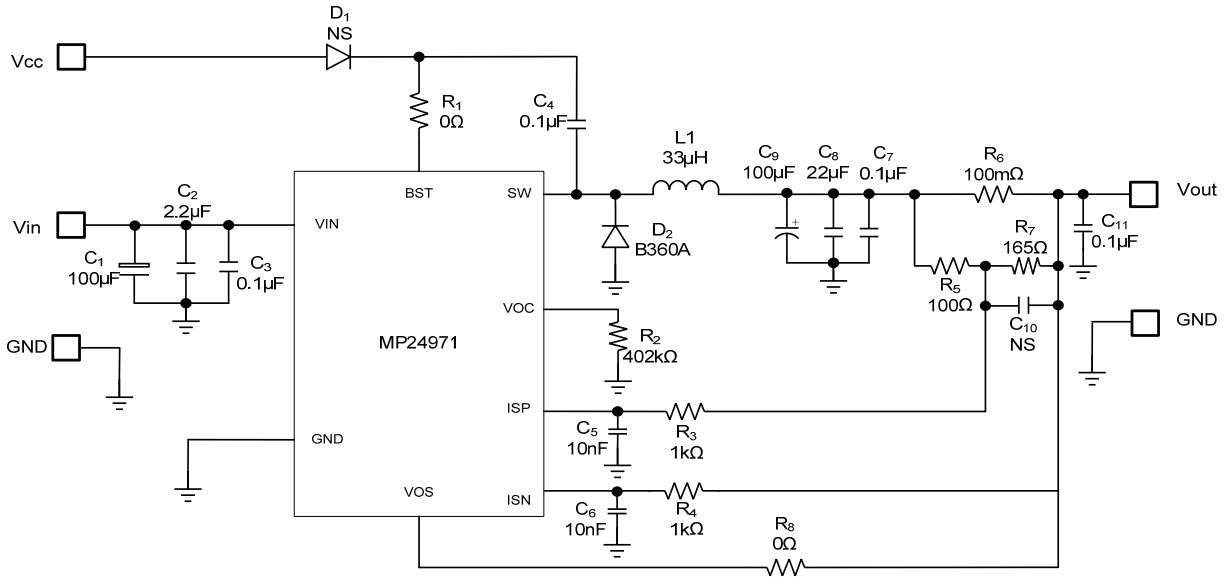 D1
NS
Vcc
R1
0Ω
C4
0.1µF
L1
33µH
C9
100µF
C8
22µF
C7
0.1µF
R6
100mΩ
Vout
BST
SW
C2
2.2µF
Vin
VIN
C1
100µF
C3
0.1µF
D2
B360A
C11
0.1µF
R7
165Ω
R5
100Ω
C10
NS
GND
VOC
R2
402kΩ
MP24971
GND
ISP
C5
10nF
R3
1kΩ
GND
VOS
ISN
C6
10nF
R4
1kΩ
R8
0Ω